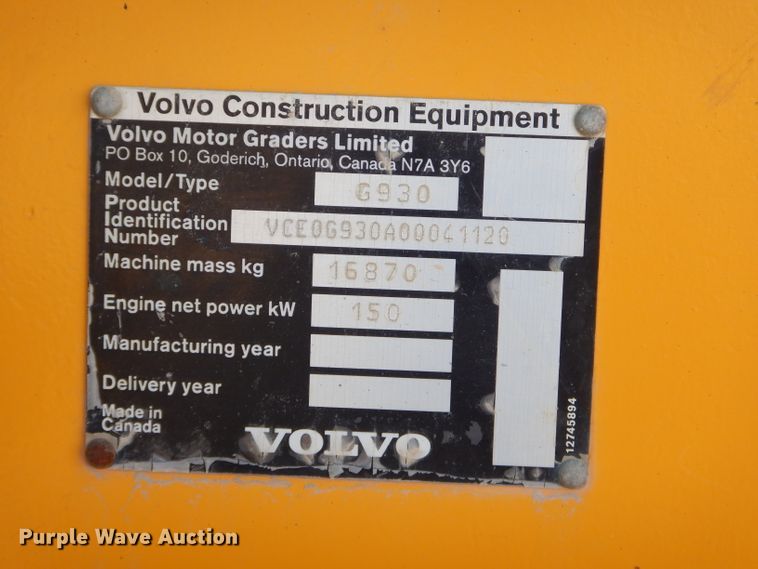 Volvo Construction Equipment
Volvo Motor Graders Limited
PO Box 10, Goderich, Ontario, Canada N7A 3Y6
Model/Type G930
Product
Identification
Number VCE0G930A00041120
Machine mass kg 16870
Engine net power kW 150
Manufacturing year
Delivery year
Made in
Canada
VOLVO
12745894
Purple Wave Auction